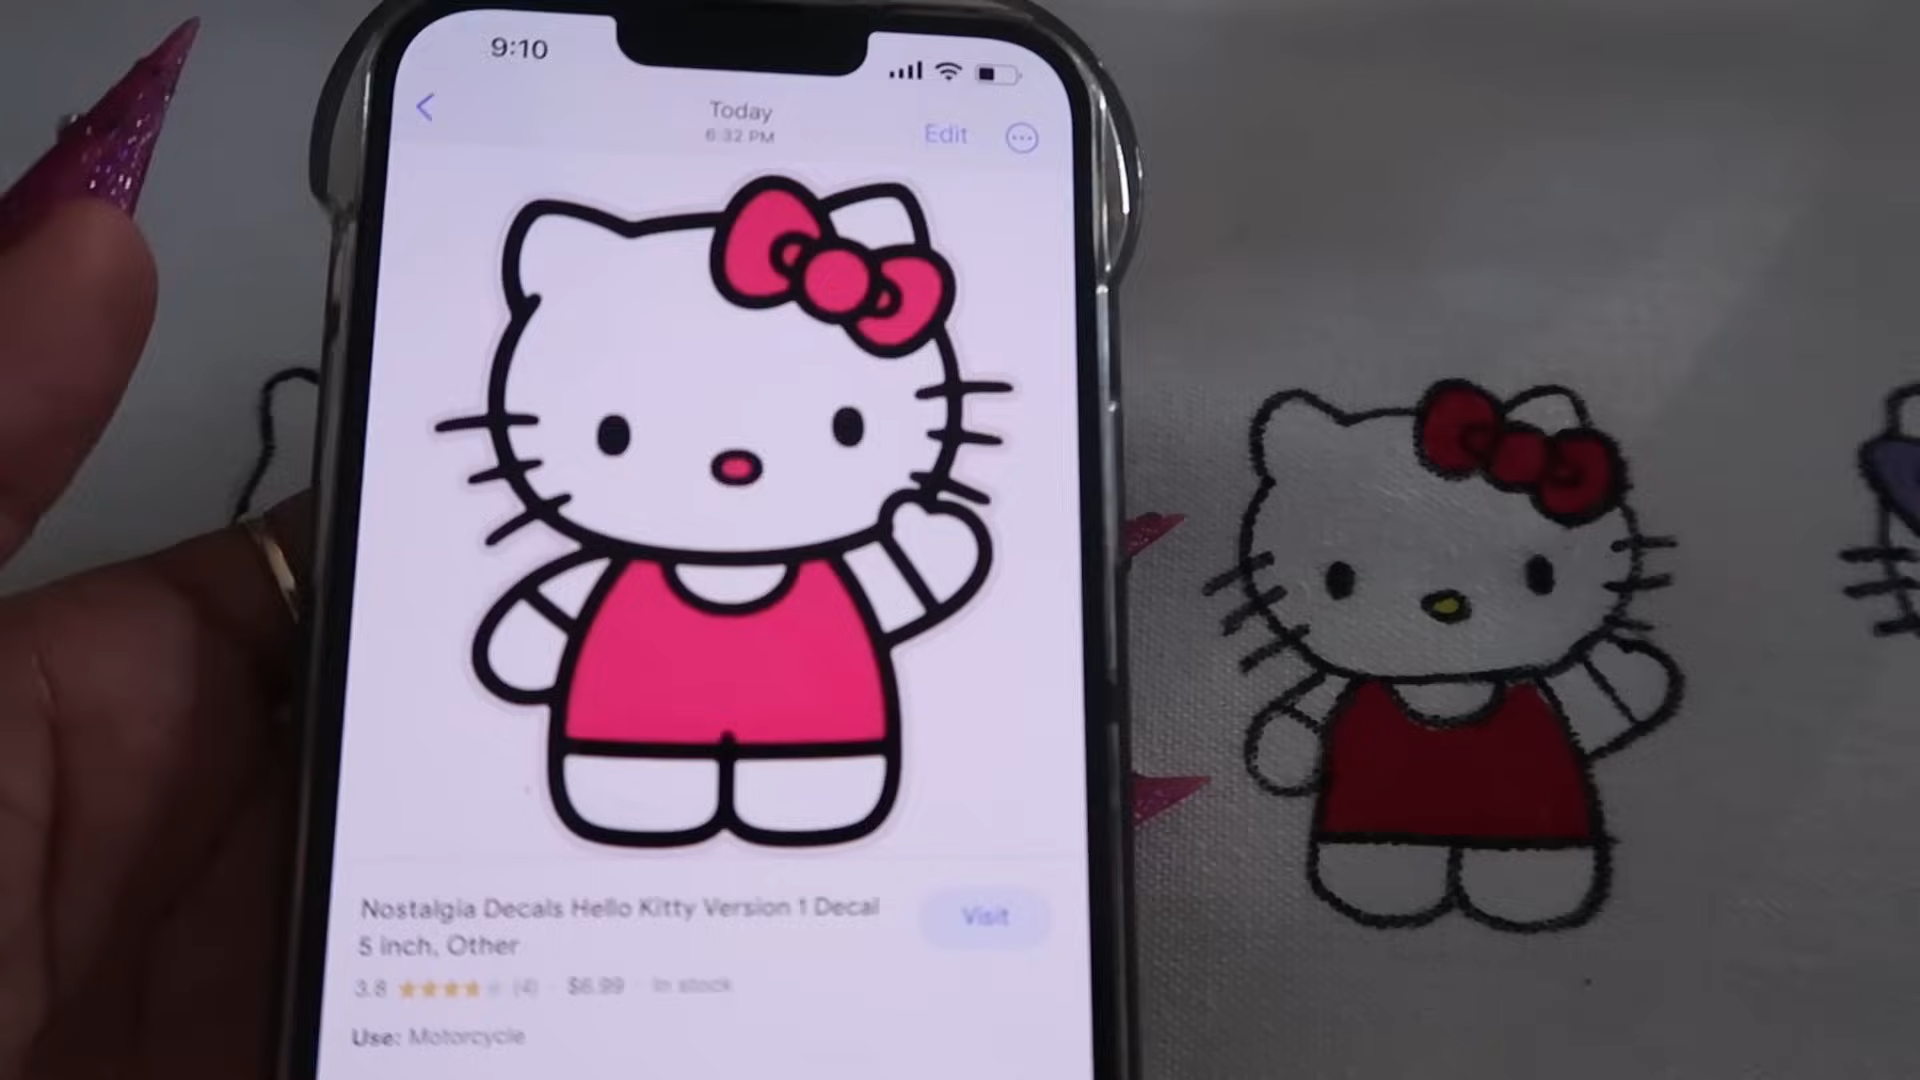 9:10
Today
6:32 PM
Edit
Nostalgia Decals Hello Kitty Version 1 Decal
5 inch, Other
Visit
3.8 (4) · $6.99 · In stock
Use: Motorcycle